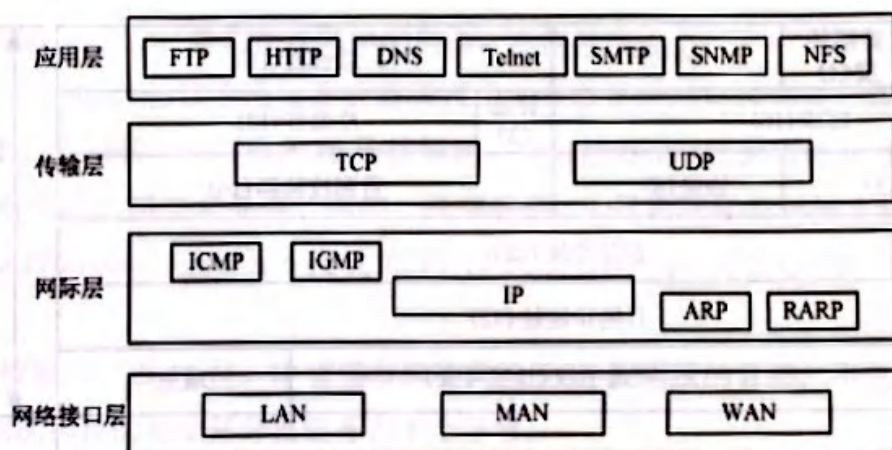 应用层 FTP HTTP DNS Telnet SMTP SNMP NFS
传输层 TCP UDP
网际层 ICMP IGMP
IP
ARP RARP
网络接口层 LAN MAN WAN